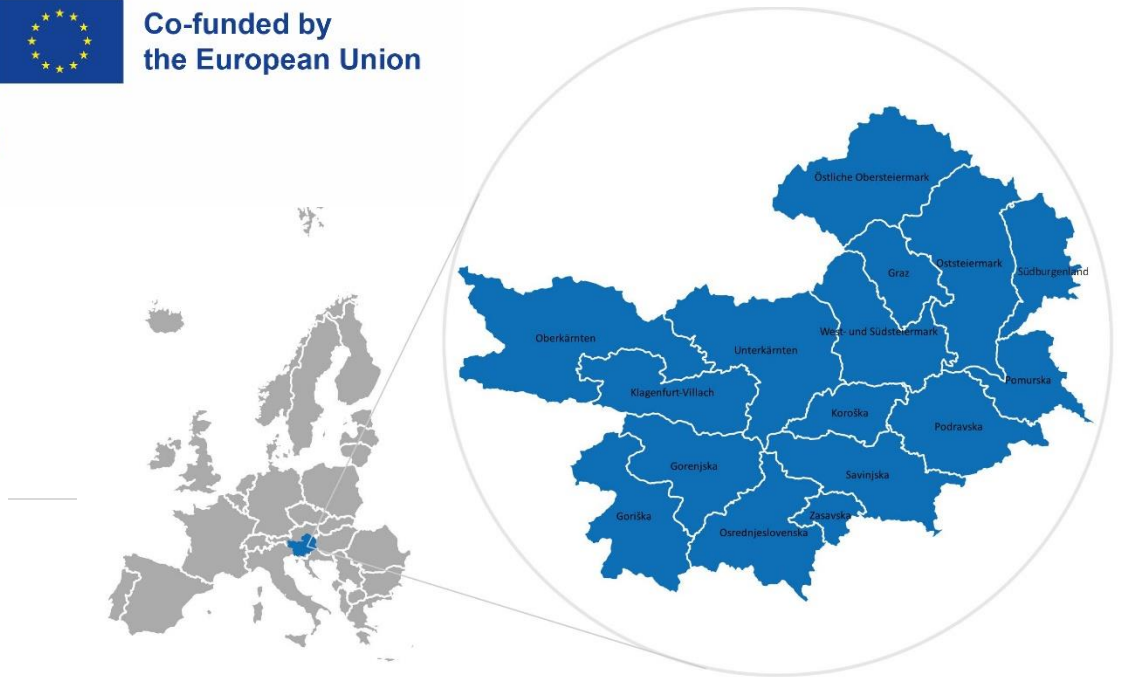 Co-funded by
the European Union
Östliche Obersteiermark
Oststeiermark
Graz
Südburgenland
West- und Südsteiermark
Oberkärnten
Unterkärnten
Pomurska
Klagenfurt-Villach
Koroška
Podravska
Gorenjska
Savinjska
Goriška
Zasavska
Osrednjeslovenska